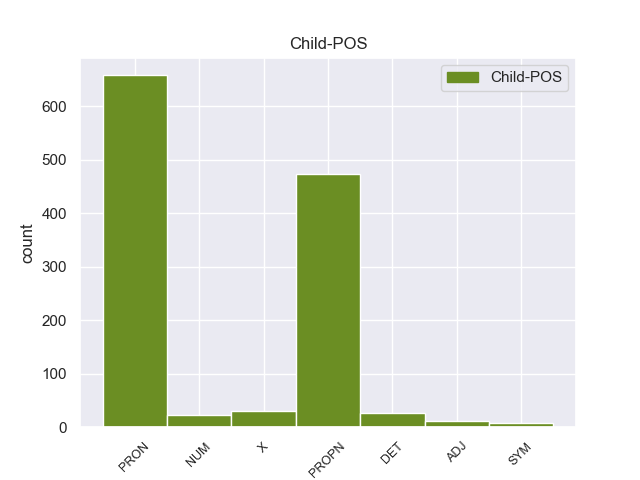 Child-POS
Child-POS
count
600
500
400
300
200
100
0
PRON
NUM
X
PROPN
DET
ADJ
SYM